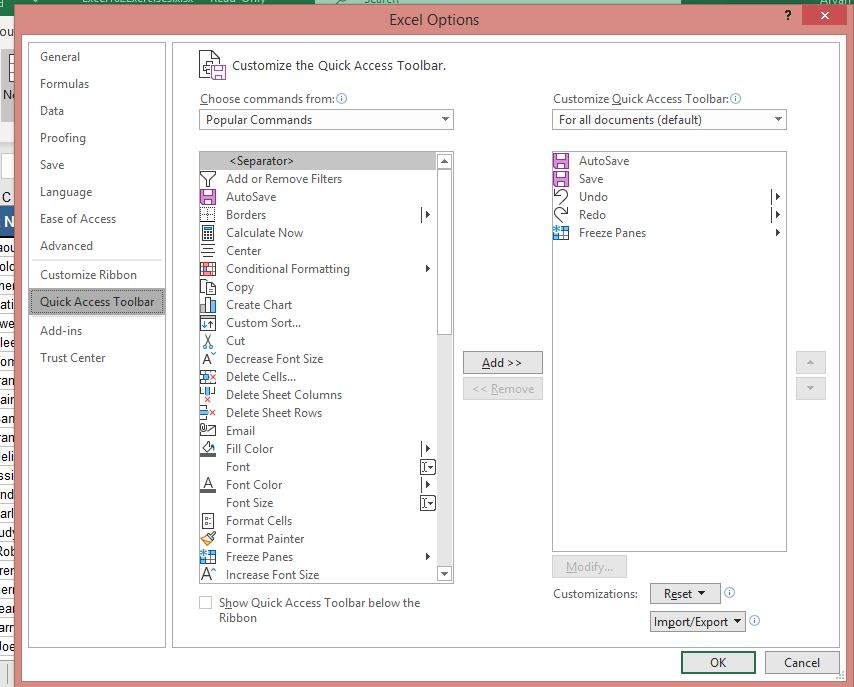 Excel Options
?
General
Formulas
Data
Proofing
Save
Language
Ease of Access
Advanced
Customize Ribbon
Quick Access Toolbar
Add-ins
Trust Center
Customize the Quick Access Toolbar.
Choose commands from:
Popular Commands
<Separator>
Add or Remove Filters
AutoSave
Borders
Calculate Now
Center
Conditional Formatting
Copy
Create Chart
Custom Sort...
Cut
Decrease Font Size
Delete Cells...
Delete Sheet Columns
Delete Sheet Rows
Email
Fill Color
Font
Font Color
Font Size
Format Cells
Format Painter
Freeze Panes
Increase Font Size
Show Quick Access Toolbar below the
Ribbon
Add >>
<< Remove
Customize Quick Access Toolbar:
For all documents (default)
AutoSave
Save
Undo
Redo
Freeze Panes
Modify...
Customizations:
Reset
Import/Export
OK
Cancel